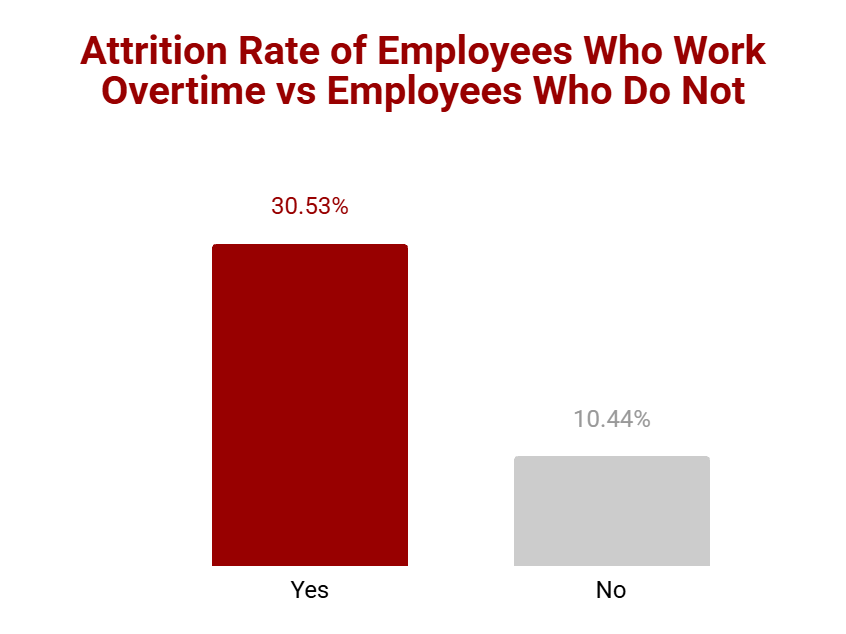 Attrition Rate of Employees Who Work
Overtime vs Employees Who Do Not
30.53%
10.44%
Yes
No